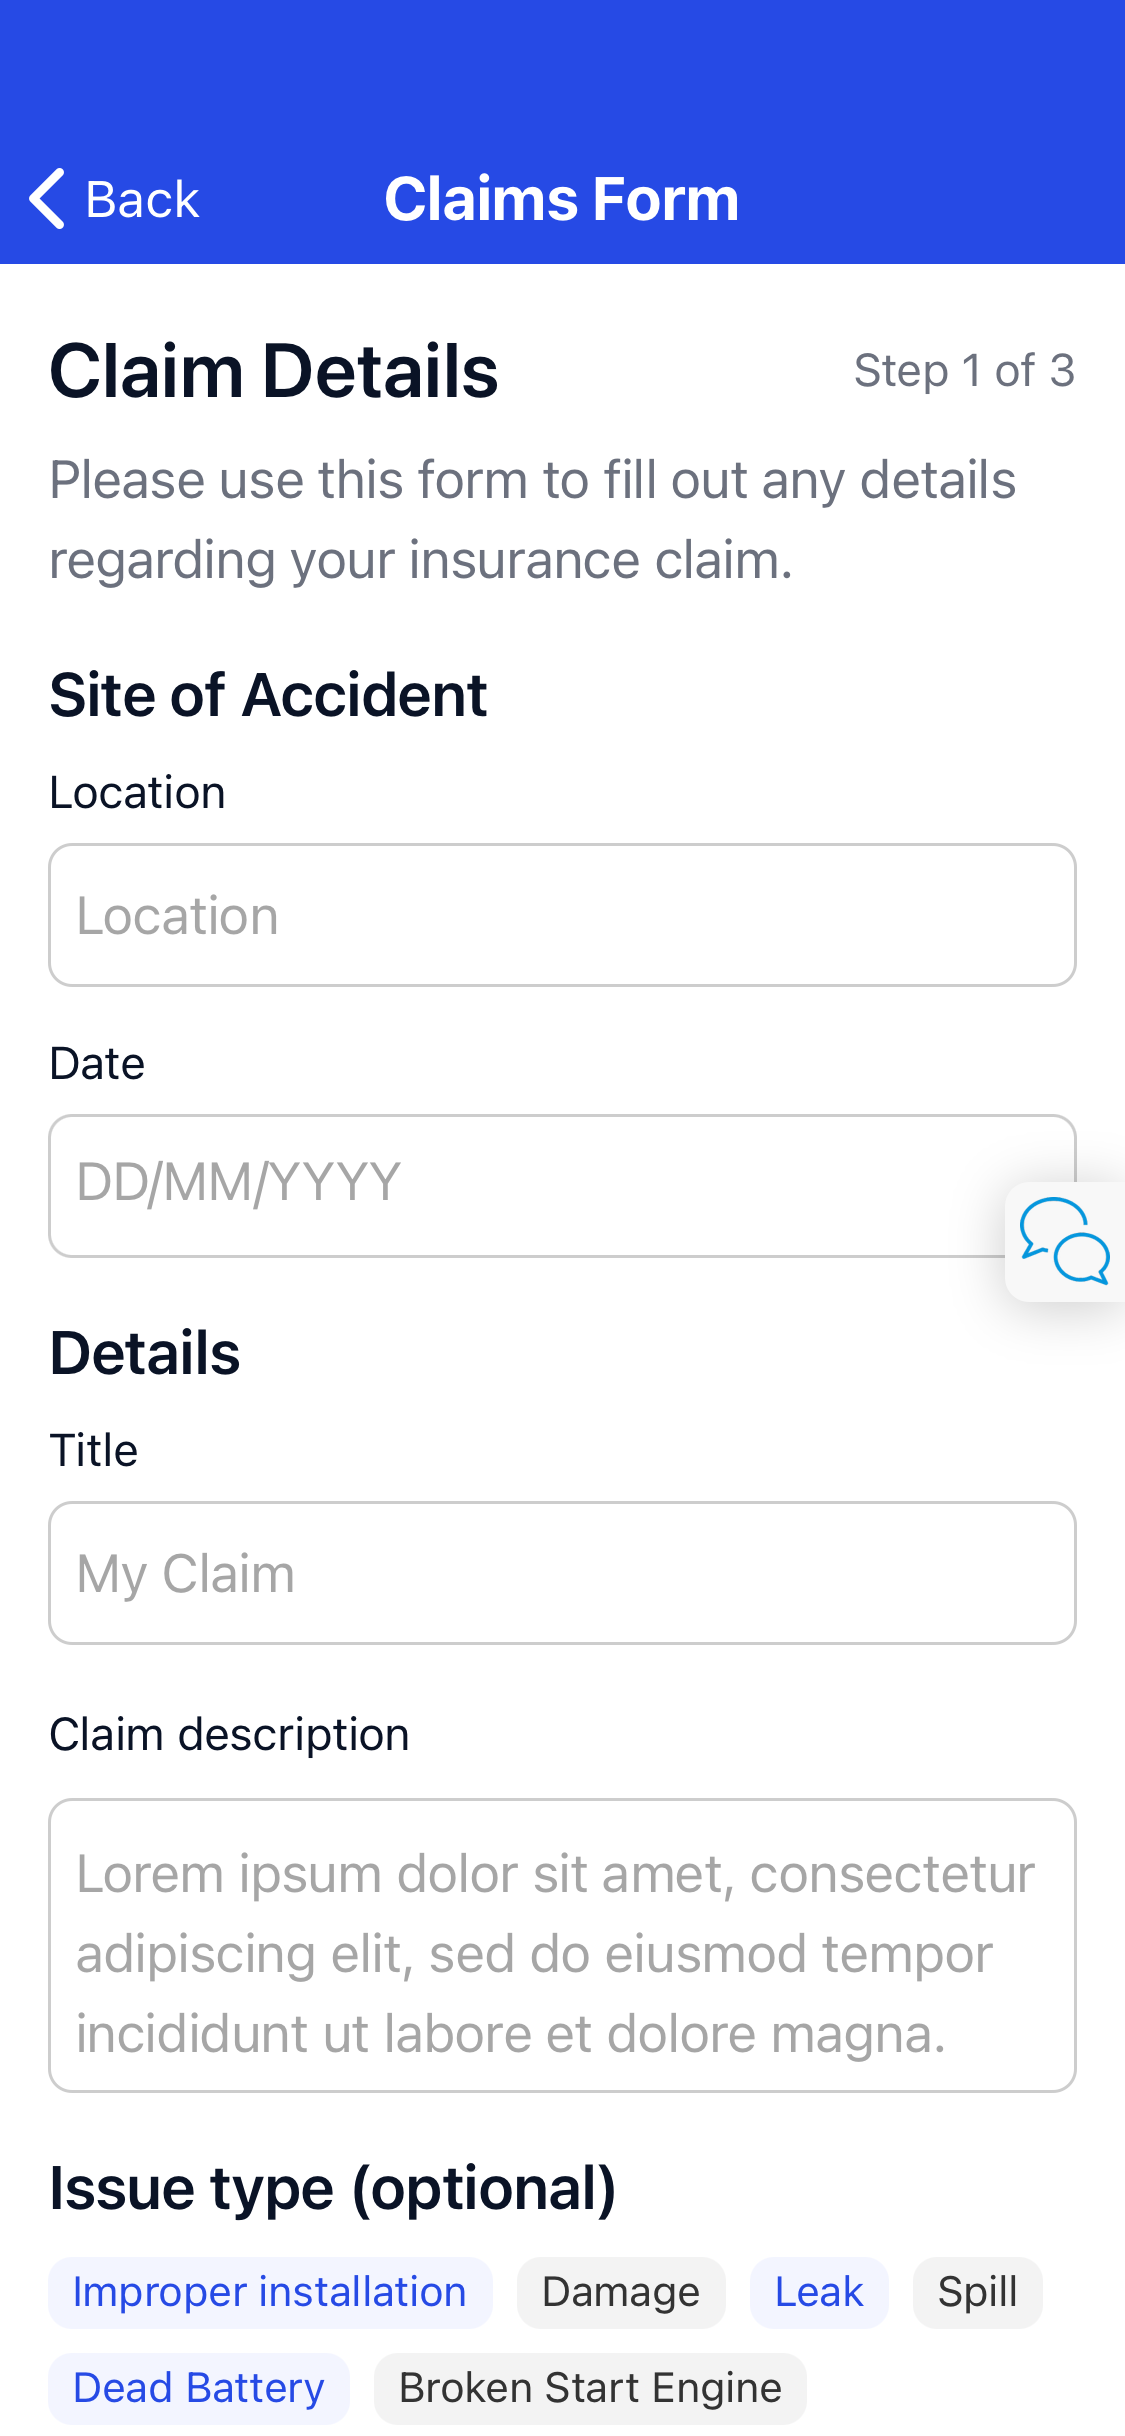 Back
Claims Form
Claim Details
Step 1 of 3
Please use this form to fill out any details
regarding your insurance claim.
Site of Accident
Location
Location
Date
DD/MM/YYYY
Details
Title
My Claim
Claim description
Lorem ipsum dolor sit amet, consectetur
adipiscing elit, sed do eiusmod tempor
incididunt ut labore et dolore magna.
Issue type (optional)
Improper installation Damage Leak Spill
Dead Battery Broken Start Engine